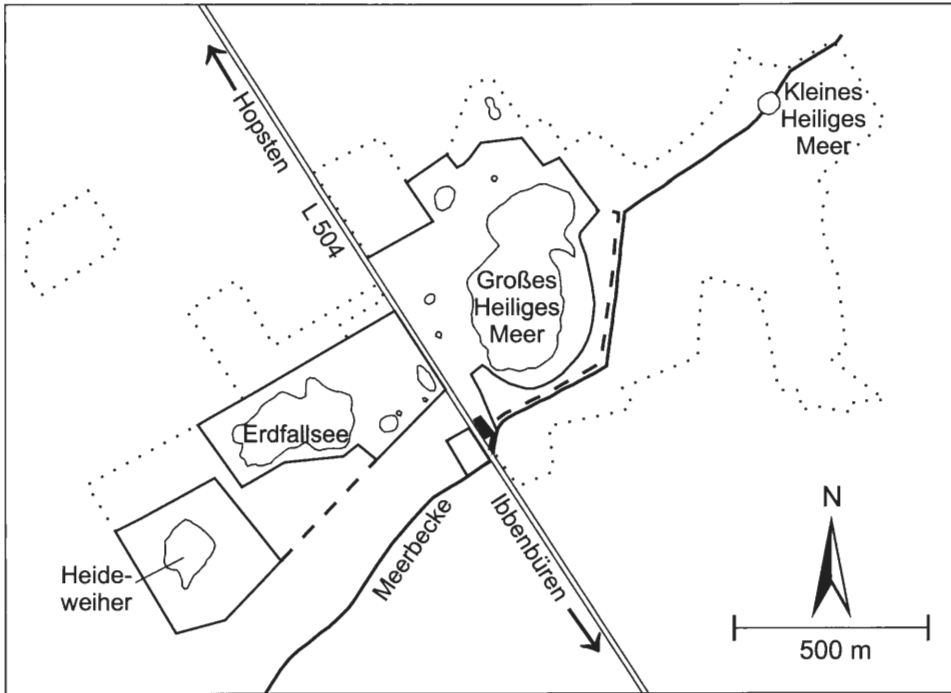 Hopsten
L 504
Kleines
Heiliges
Meer
Großes
Heiliges
Meer
Erdfallsee
Heide-
weiher
Meerbecke
Ibbenbüren
N
500 m